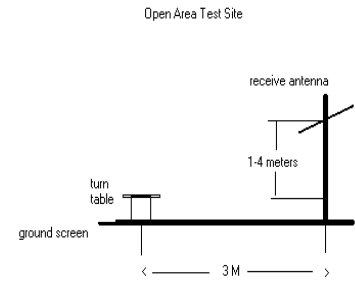 Open Area Test Site
receive antenna
1-4 meters
turn
table
ground screen
3 M